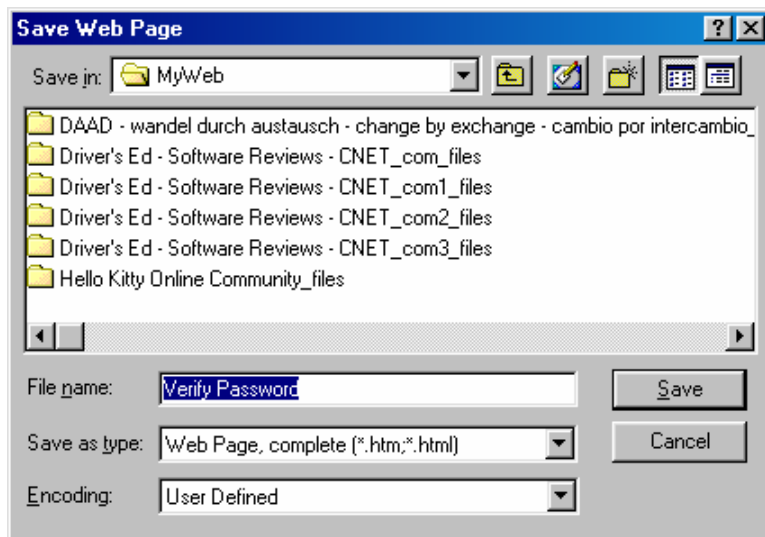 Save Web Page
Save in: MyWeb
DAAD - wandel durch austausch - change by exchange - cambio por intercambio_
Driver's Ed - Software Reviews - CNET_com_files
Driver's Ed - Software Reviews - CNET_com1_files
Driver's Ed - Software Reviews - CNET_com2_files
Driver's Ed - Software Reviews - CNET_com3_files
Hello Kitty Online Community_files
File name: Verify Password Save
Save as type: Web Page, complete (*.htm;*.html) Cancel
Encoding: User Defined